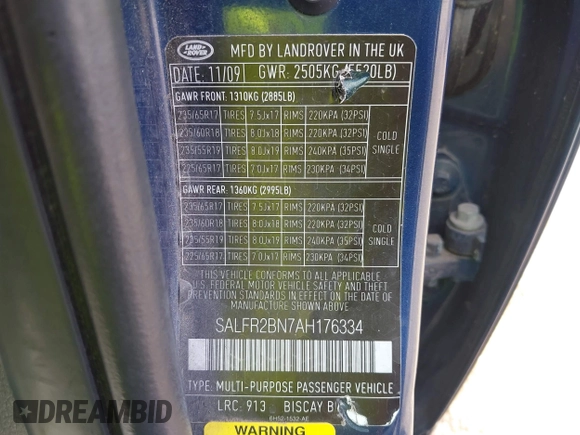 LAND ROVER
MFD BY LANDROVER IN THE UK
DATE: 11/09 GWR: 2505KG (5520LB)
GAWR FRONT: 1310KG (2885LB)
235/65R17 TIRES 7.5Jx17 RIMS 220KPA (32PSI)
235/60R18 TIRES 8.0Jx18 RIMS 220KPA (32PSI)
235/55R19 TIRES 8.0Jx19 RIMS 240KPA (35PSI)
225/65R17 TIRES 7.0Jx17 RIMS 230KPA (34PSI)
COLD
SINGLE
GAWR REAR: 1360KG (2995LB)
235/65R17 TIRES 7.5Jx17 RIMS 220KPA (32PSI)
235/60R18 TIRES 8.0Jx18 RIMS 220KPA (32PSI)
235/55R19 TIRES 8.0Jx19 RIMS 240KPA (35PSI)
225/65R17 TIRES 7.0Jx17 RIMS 230KPA (34PSI)
COLD
SINGLE
THIS VEHICLE CONFORMS TO ALL APPLICABLE
U.S. FEDERAL MOTOR VEHICLE SAFETY AND THEFT
PREVENTION STANDARDS IN EFFECT ON THE DATE OF
MANUFACTURE SHOWN ABOVE
SALFR2BN7AH176334
TYPE: MULTI-PURPOSE PASSENGER VEHICLE
LRC: 913 BISCAY
6H52-1532-AE
WARNING
DREAMBID
.COM